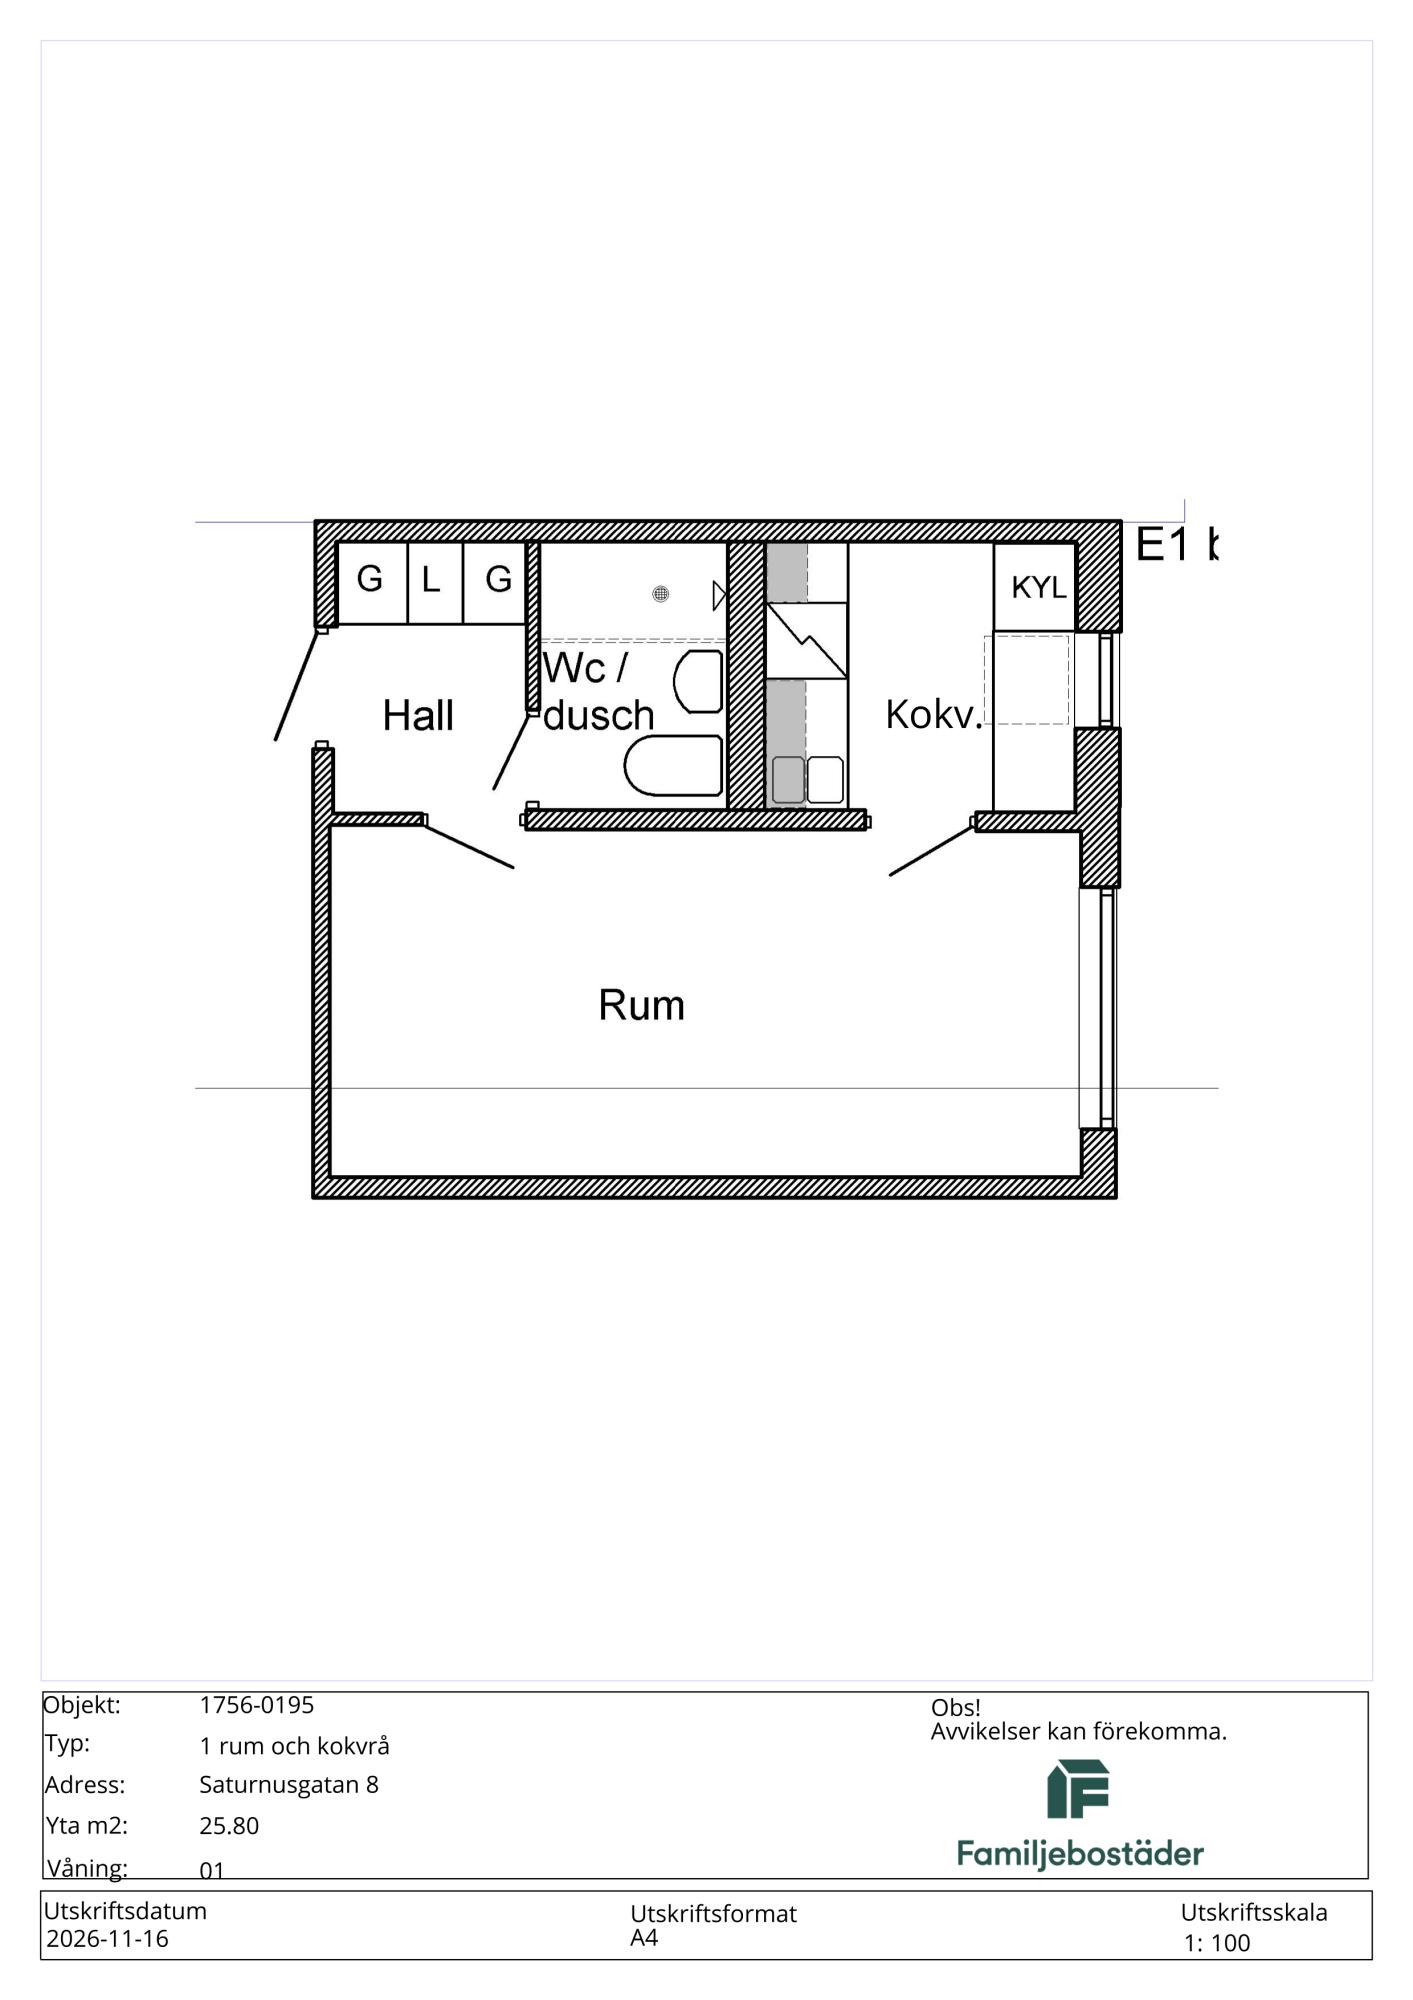 E1
G
L
G
KYL
Wc /
dusch
Hall
Kokv.
Rum
Objekt: 1756-0195
Typ: 1 rum och kokvrå
Adress: Saturnusgatan 8
Yta m2: 25.80
Våning: 01
Obs!
Avvikelser kan förekomma.
F
Familjebostäder
Utskriftsdatum
2026-11-16
Utskriftsformat
A4
Utskriftsskala
1: 100